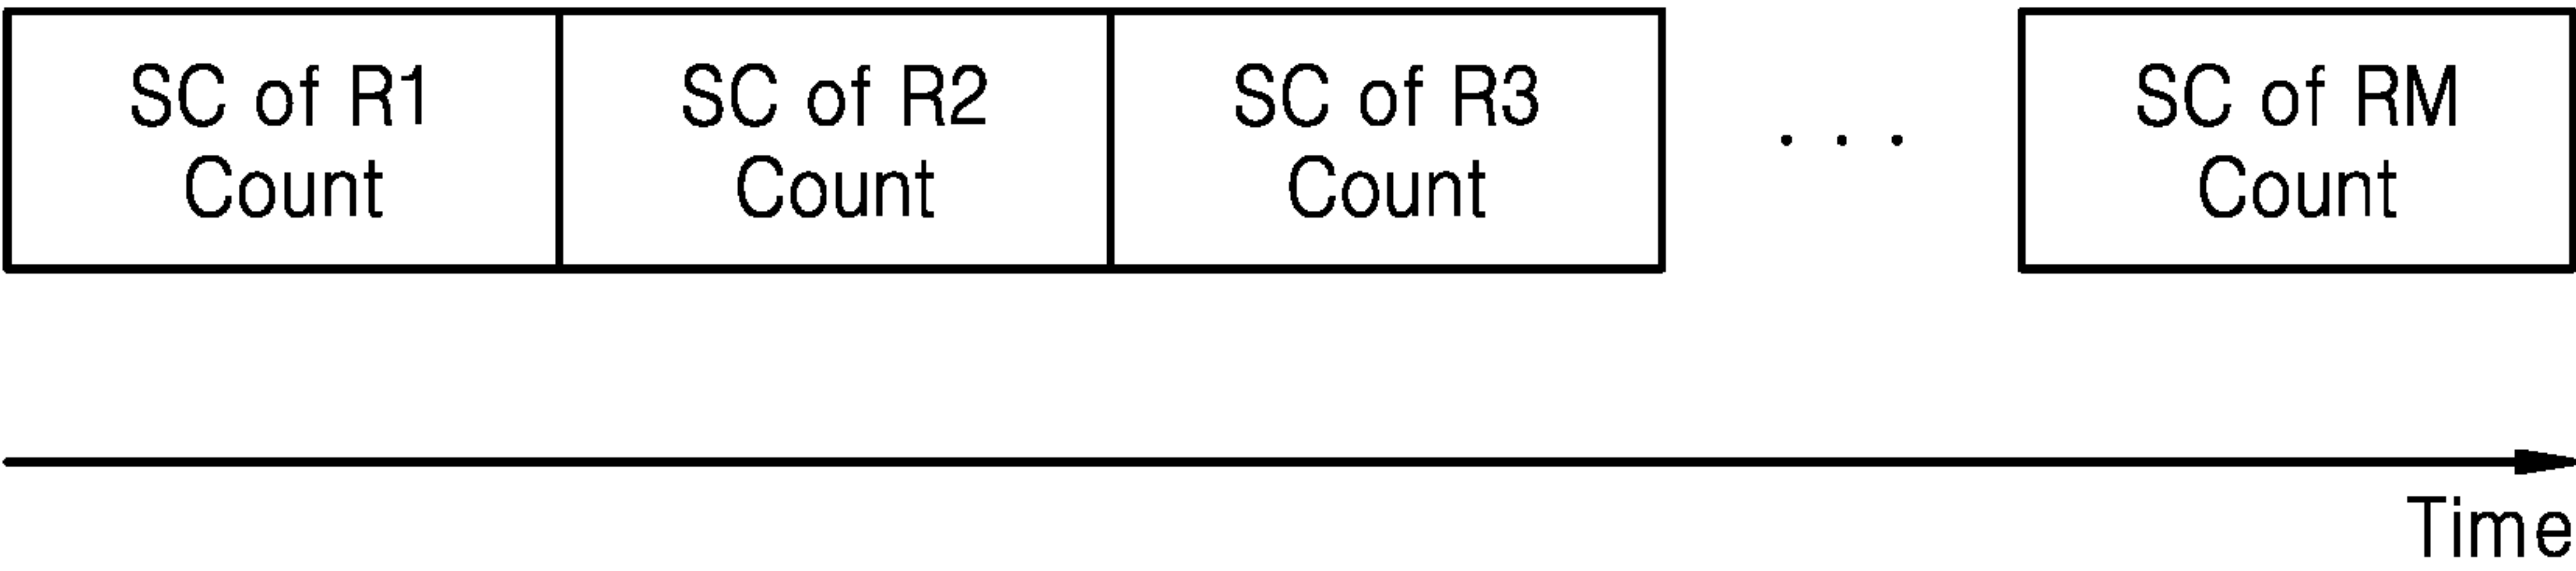 SC of R1
Count
SC of R2
Count
SC of R3
Count
. . .
SC of RM
Count
Time